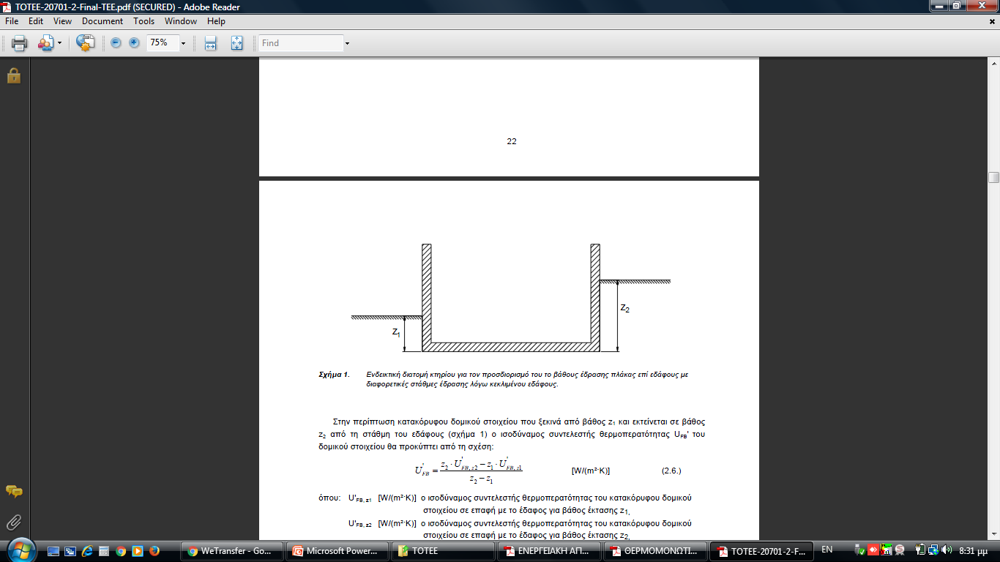 TOTEE-20701-2-Final-TEE.pdf (SECURED) - Adobe Reader
File Edit View Document Tools Window Help
75% Find
22
Z2
Z1
Σχήμα 1. Ενδεικτική διατομή κτηρίου για τον προσδιορισμό του το βάθους έδρασης πλάκας επί εδάφους με
διαφορετικές στάθμες έδρασης λόγω κεκλιμένου εδάφους.
Στην περίπτωση κατακόρυφου δομικού στοιχείου που ξεκινά από βάθος z₁ και εκτείνεται σε βάθος
z₂ από τη στάθμη του εδάφους (σχήμα 1) ο ισοδύναμος συντελεστής θερμοπερατότητας UFB' του
δομικού στοιχείου θα προκύπτει από τη σχέση:
U'FB = (z₂ · U'FB, z2 − z₁ · U'FB, z1) / (z₂ − z₁) [W/(m²·K)] (2.6.)
όπου: U'FB, z1 [W/(m²·K)] ο ισοδύναμος συντελεστής θερμοπερατότητας του κατακόρυφου δομικού
στοιχείου σε επαφή με το έδαφος για βάθος έκτασης z1,
U'FB, z2 [W/(m²·K)] ο ισοδύναμος συντελεστής θερμοπερατότητας του κατακόρυφου δομικού
στοιχείου σε επαφή με το έδαφος για βάθος έκτασης z2,
WeTransfer - Go... Microsoft Power... TOTEE ΕΝΕΡΓΕΙΑΚΗ ΑΠ... ΘΕΡΜΟΜΟΝΩΤΙ... TOTEE-20701-2-F... EN 8:31 μμ